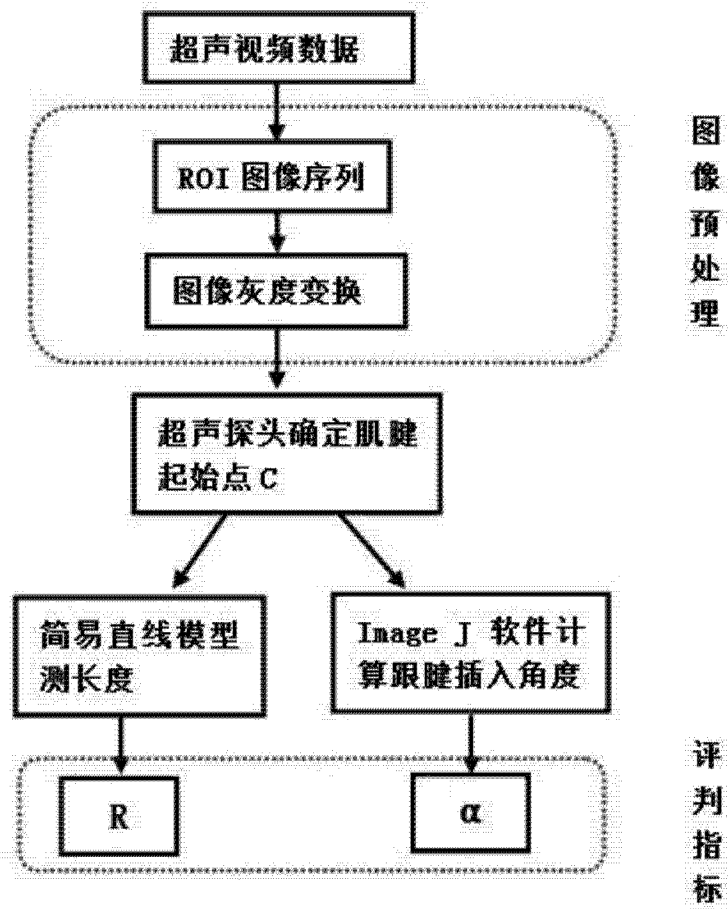 超声视频数据
ROI 图像序列
图像灰度变换
图像预处理
超声探头确定肌腱
起始点 C
简易直线模型
测长度
Image J 软件计
算跟腱插入角度
R
α
评判指标